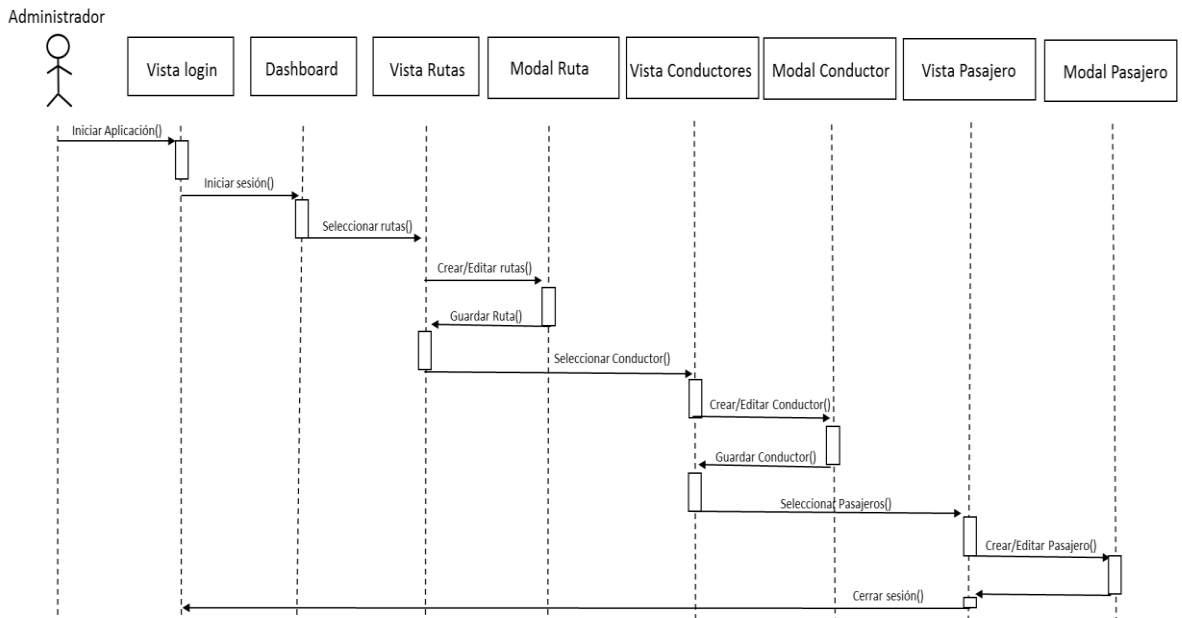 Administrador
Vista login
Dashboard
Vista Rutas
Modal Ruta
Vista Conductores
Modal Conductor
Vista Pasajero
Modal Pasajero
Iniciar Aplicación()
Iniciar sesión()
Seleccionar rutas()
Crear/Editar rutas()
Guardar Ruta()
Seleccionar Conductor()
Crear/Editar Conductor()
Guardar Conductor()
Seleccionar Pasajeros()
Crear/Editar Pasajero()
Cerrar sesión()